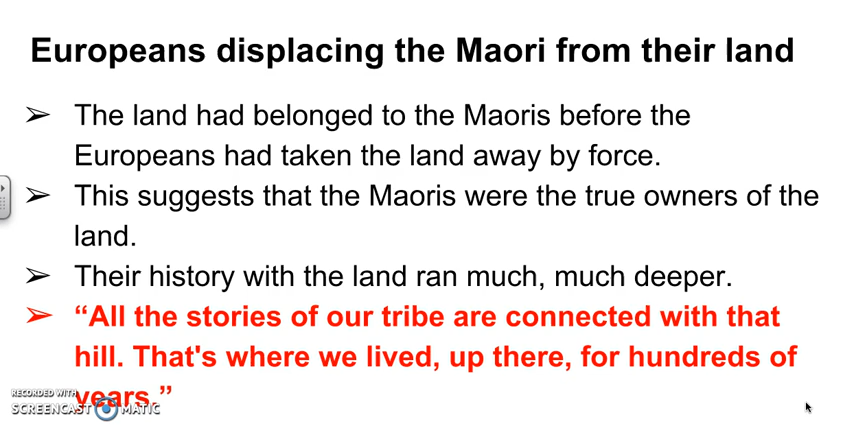 Europeans displacing the Maori from their land
➢ The land had belonged to the Maoris before the
Europeans had taken the land away by force.
➢ This suggests that the Maoris were the true owners of the
land.
➢ Their history with the land ran much, much deeper.
➢ “All the stories of our tribe are connected with that
hill. That's where we lived, up there, for hundreds of
years.”
RECORDED WITH
SCREENCAST MATIC